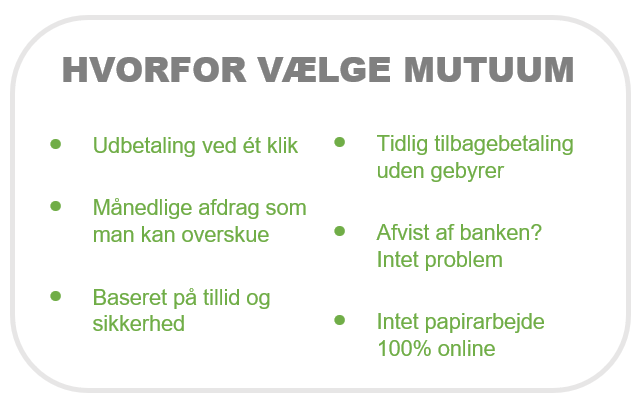 HVORFOR VÆLGE MUTUUM
Udbetaling ved ét klik
Månedlige afdrag som
man kan overskue
Baseret på tillid og
sikkerhed
Tidlig tilbagebetaling
uden gebyrer
Afvist af banken?
Intet problem
Intet papirarbejde
100% online